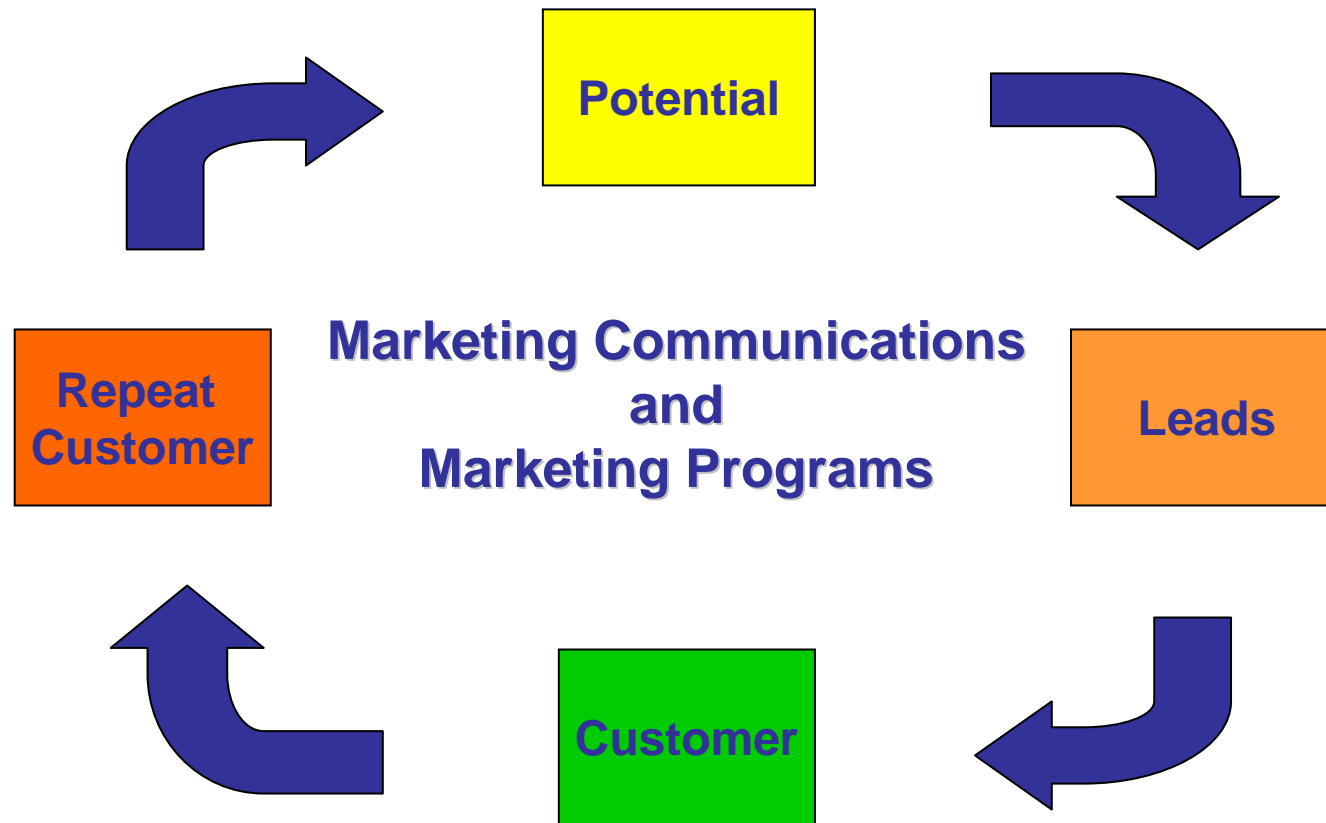 Potential
Marketing Communications
and
Marketing Programs
Repeat
Customer
Leads
Customer